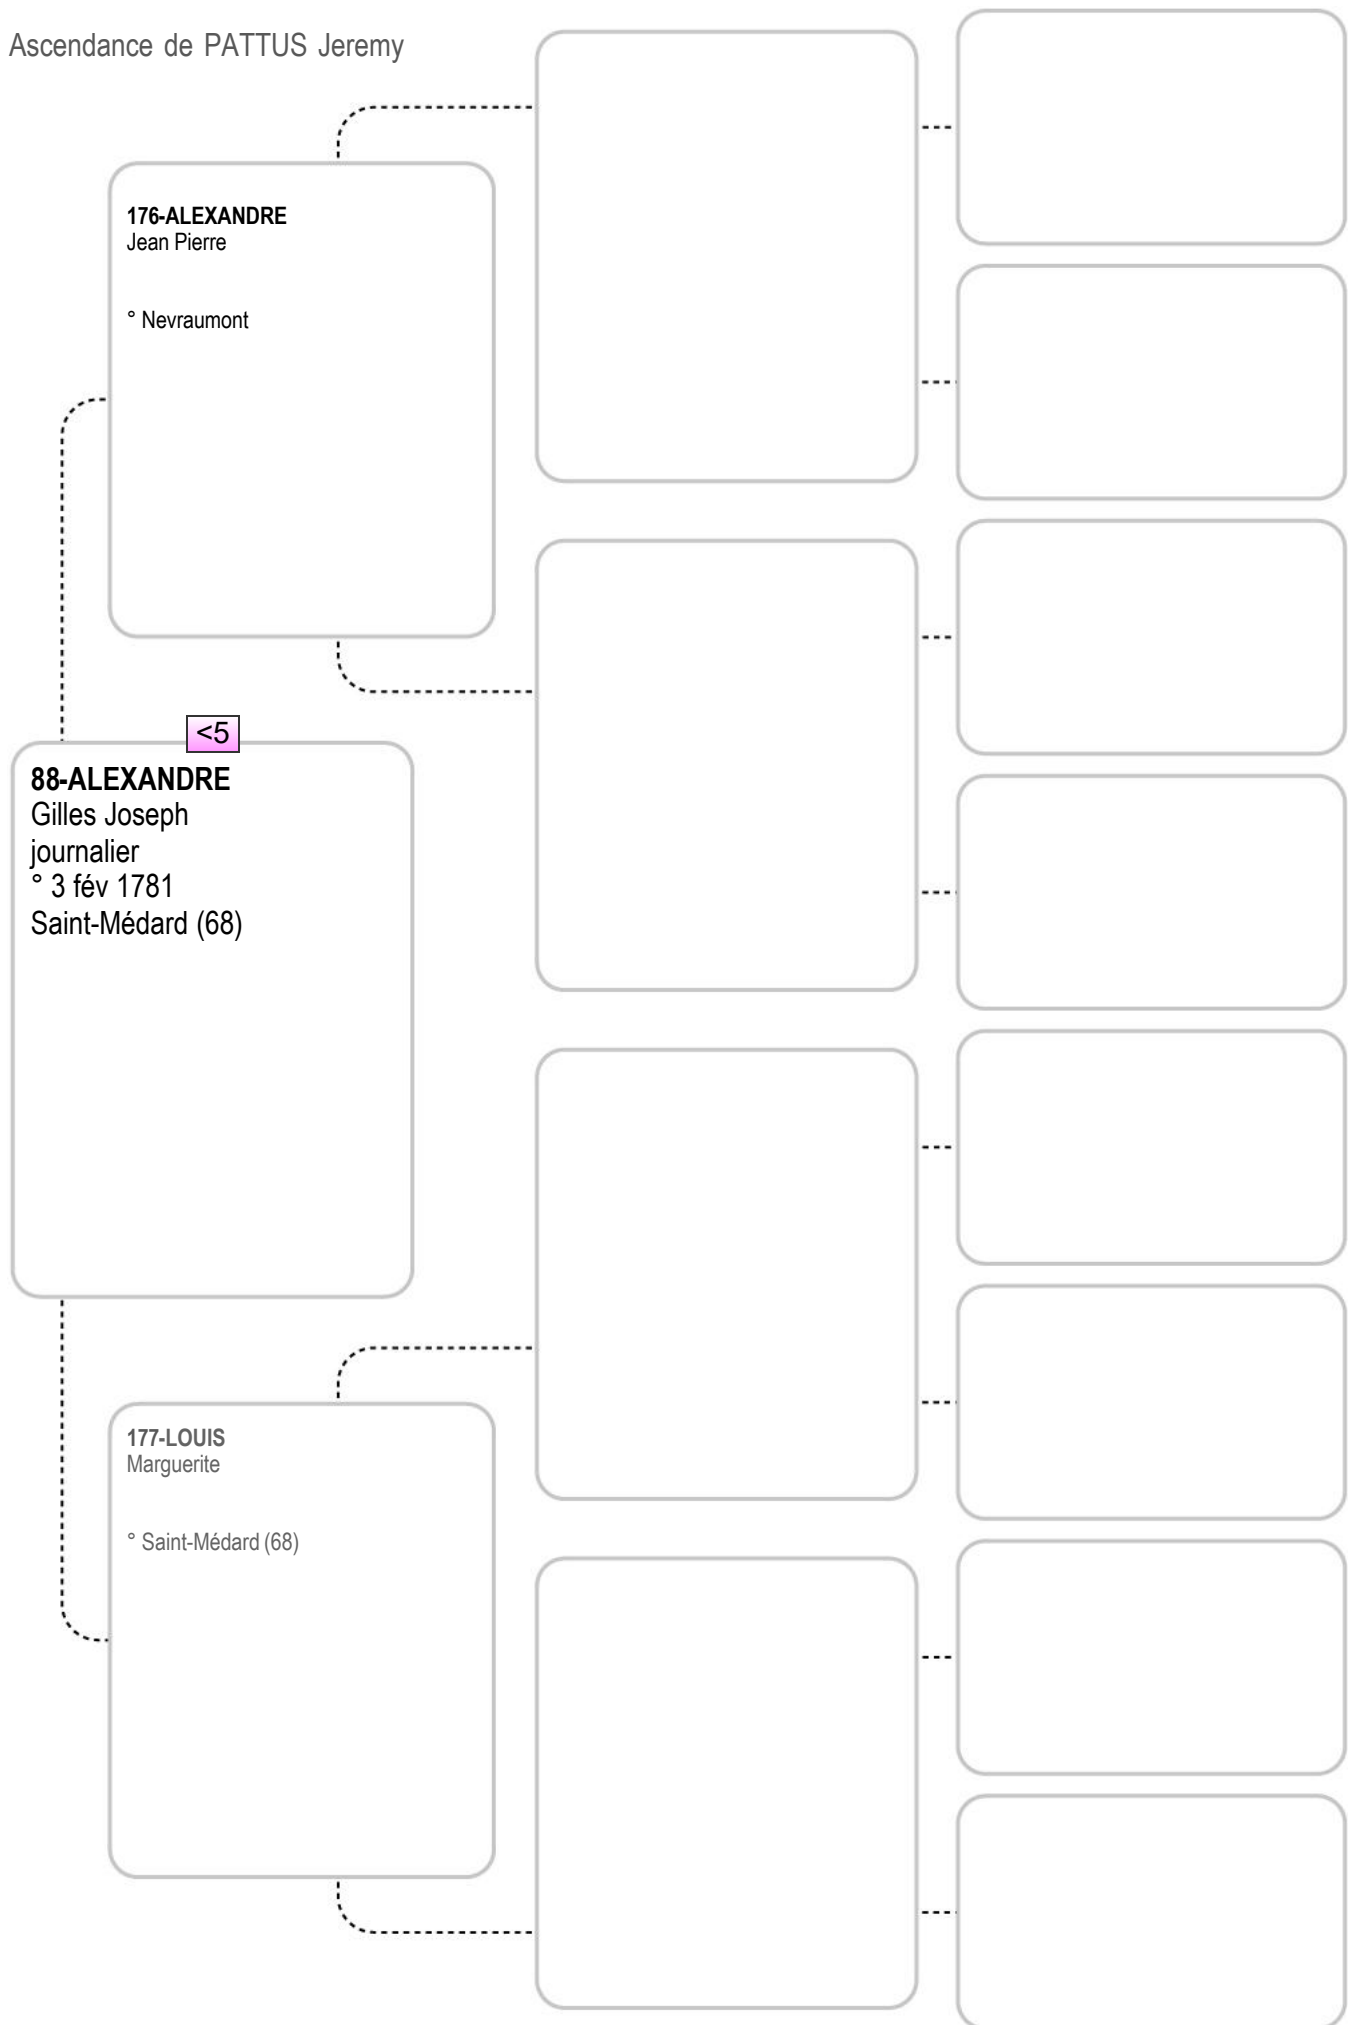 Ascendance de PATTUS Jeremy
176-ALEXANDRE
Jean Pierre
° Nevraumont
<5
88-ALEXANDRE
Gilles Joseph
journalier
° 3 fév 1781
Saint-Médard (68)
177-LOUIS
Marguerite
° Saint-Médard (68)